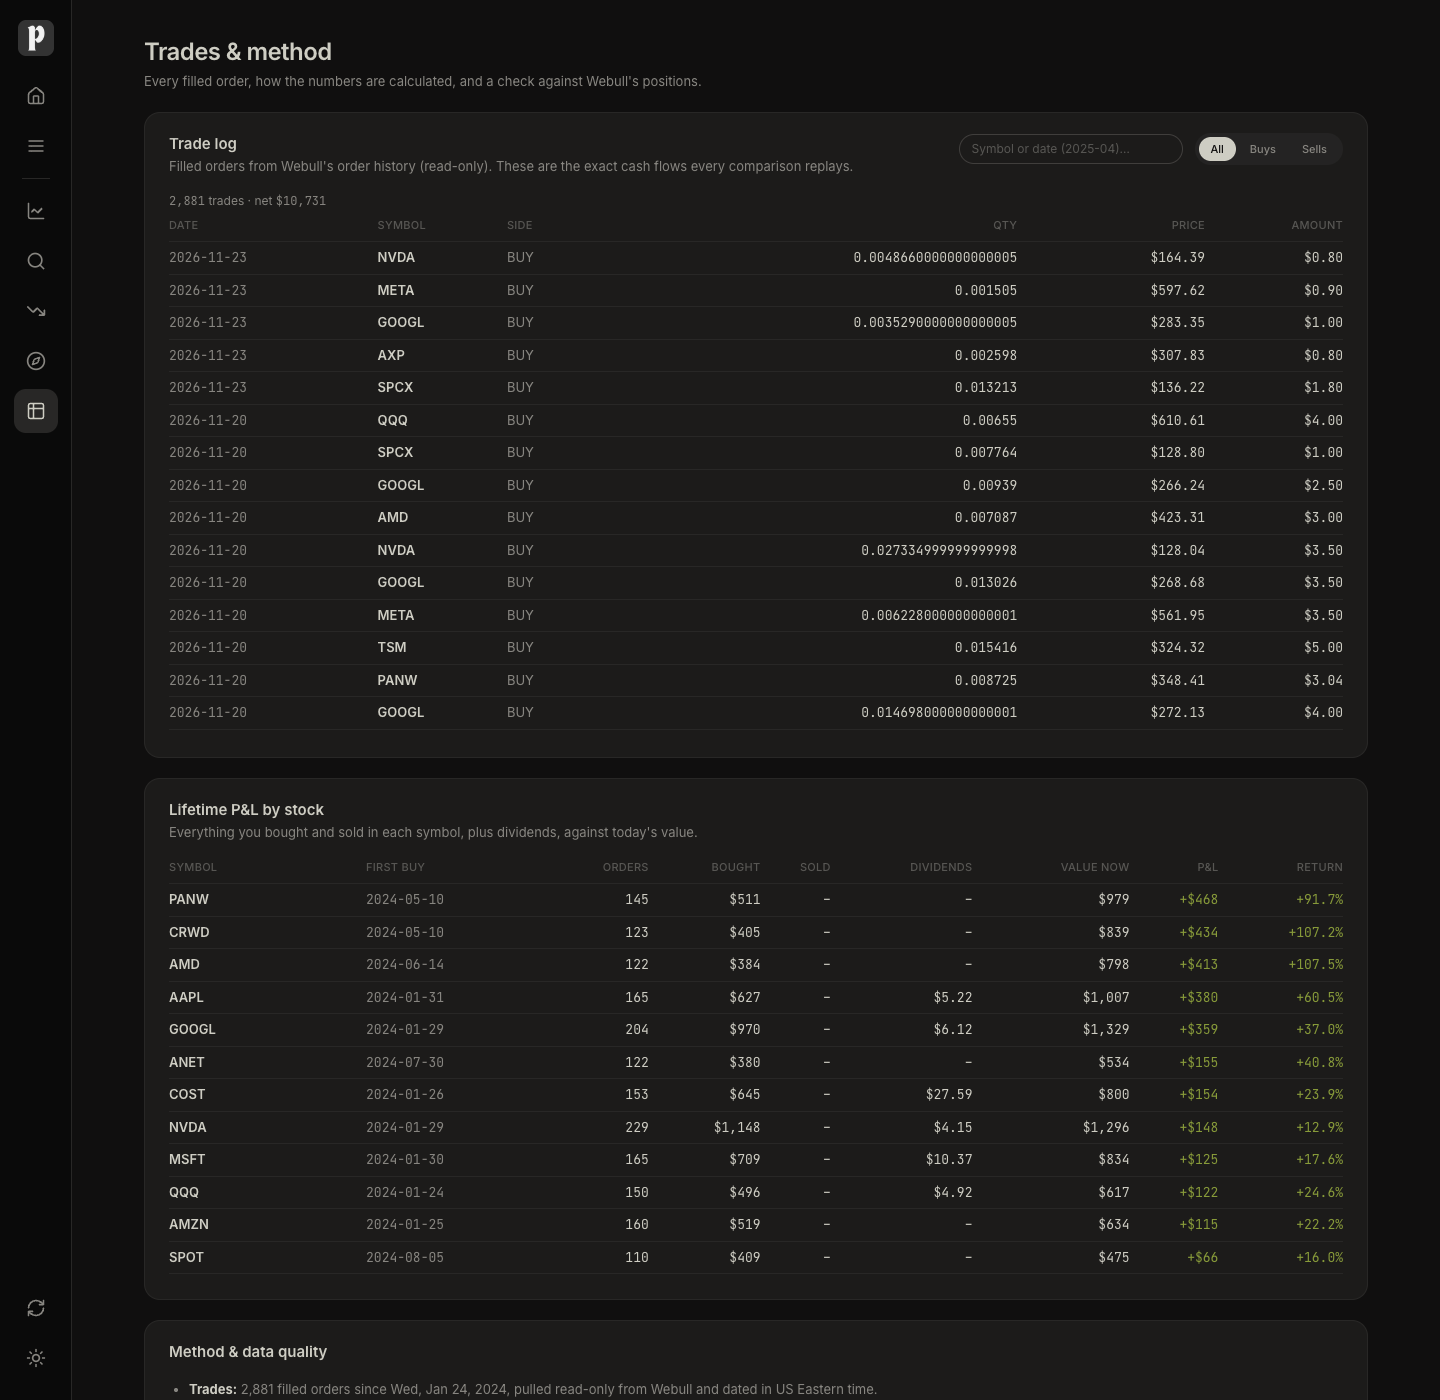 p
Trades & method
Every filled order, how the numbers are calculated, and a check against Webull's positions.
Trade log
Filled orders from Webull's order history (read-only). These are the exact cash flows every comparison replays.
Symbol or date (2025-04)... All Buys Sells
2,881 trades · net $10,731
DATE SYMBOL SIDE QTY PRICE AMOUNT
2026-11-23 NVDA BUY 0.0048660000000000005 $164.39 $0.80
2026-11-23 META BUY 0.001505 $597.62 $0.90
2026-11-23 GOOGL BUY 0.0035290000000000005 $283.35 $1.00
2026-11-23 AXP BUY 0.002598 $307.83 $0.80
2026-11-23 SPCX BUY 0.013213 $136.22 $1.80
2026-11-20 QQQ BUY 0.00655 $610.61 $4.00
2026-11-20 SPCX BUY 0.007764 $128.80 $1.00
2026-11-20 GOOGL BUY 0.00939 $266.24 $2.50
2026-11-20 AMD BUY 0.007087 $423.31 $3.00
2026-11-20 NVDA BUY 0.027334999999999998 $128.04 $3.50
2026-11-20 GOOGL BUY 0.013026 $268.68 $3.50
2026-11-20 META BUY 0.006228000000000001 $561.95 $3.50
2026-11-20 TSM BUY 0.015416 $324.32 $5.00
2026-11-20 PANW BUY 0.008725 $348.41 $3.04
2026-11-20 GOOGL BUY 0.014698000000000001 $272.13 $4.00
Lifetime P&L by stock
Everything you bought and sold in each symbol, plus dividends, against today's value.
SYMBOL FIRST BUY ORDERS BOUGHT SOLD DIVIDENDS VALUE NOW P&L RETURN
PANW 2024-05-10 145 $511 – – $979 +$468 +91.7%
CRWD 2024-05-10 123 $405 – – $839 +$434 +107.2%
AMD 2024-06-14 122 $384 – – $798 +$413 +107.5%
AAPL 2024-01-31 165 $627 – $5.22 $1,007 +$380 +60.5%
GOOGL 2024-01-29 204 $970 – $6.12 $1,329 +$359 +37.0%
ANET 2024-07-30 122 $380 – – $534 +$155 +40.8%
COST 2024-01-26 153 $645 – $27.59 $800 +$154 +23.9%
NVDA 2024-01-29 229 $1,148 – $4.15 $1,296 +$148 +12.9%
MSFT 2024-01-30 165 $709 – $10.37 $834 +$125 +17.6%
QQQ 2024-01-24 150 $496 – $4.92 $617 +$122 +24.6%
AMZN 2024-01-25 160 $519 – – $634 +$115 +22.2%
SPOT 2024-08-05 110 $409 – – $475 +$66 +16.0%
Method & data quality
• Trades: 2,881 filled orders since Wed, Jan 24, 2024, pulled read-only from Webull and dated in US Eastern time.